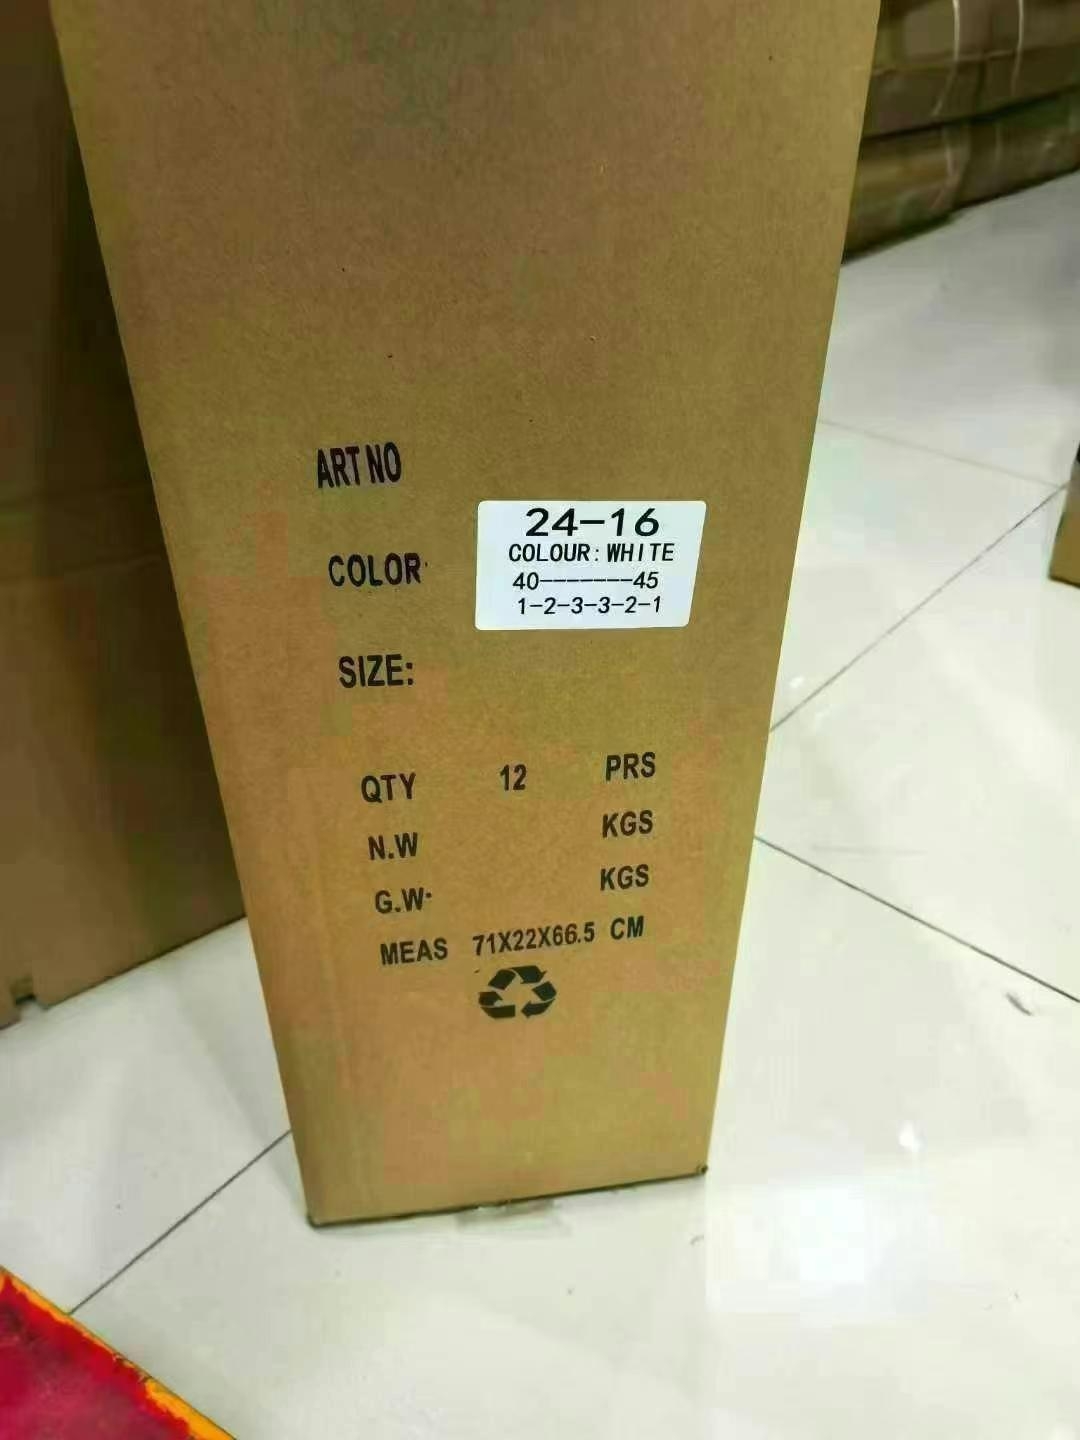 ART NO
24-16
COLOUR: WHITE
COLOR
40-------45
1-2-3-3-2-1
SIZE:
QTY 12 PRS
N.W KGS
G.W. KGS
MEAS 71X22X66.5 CM